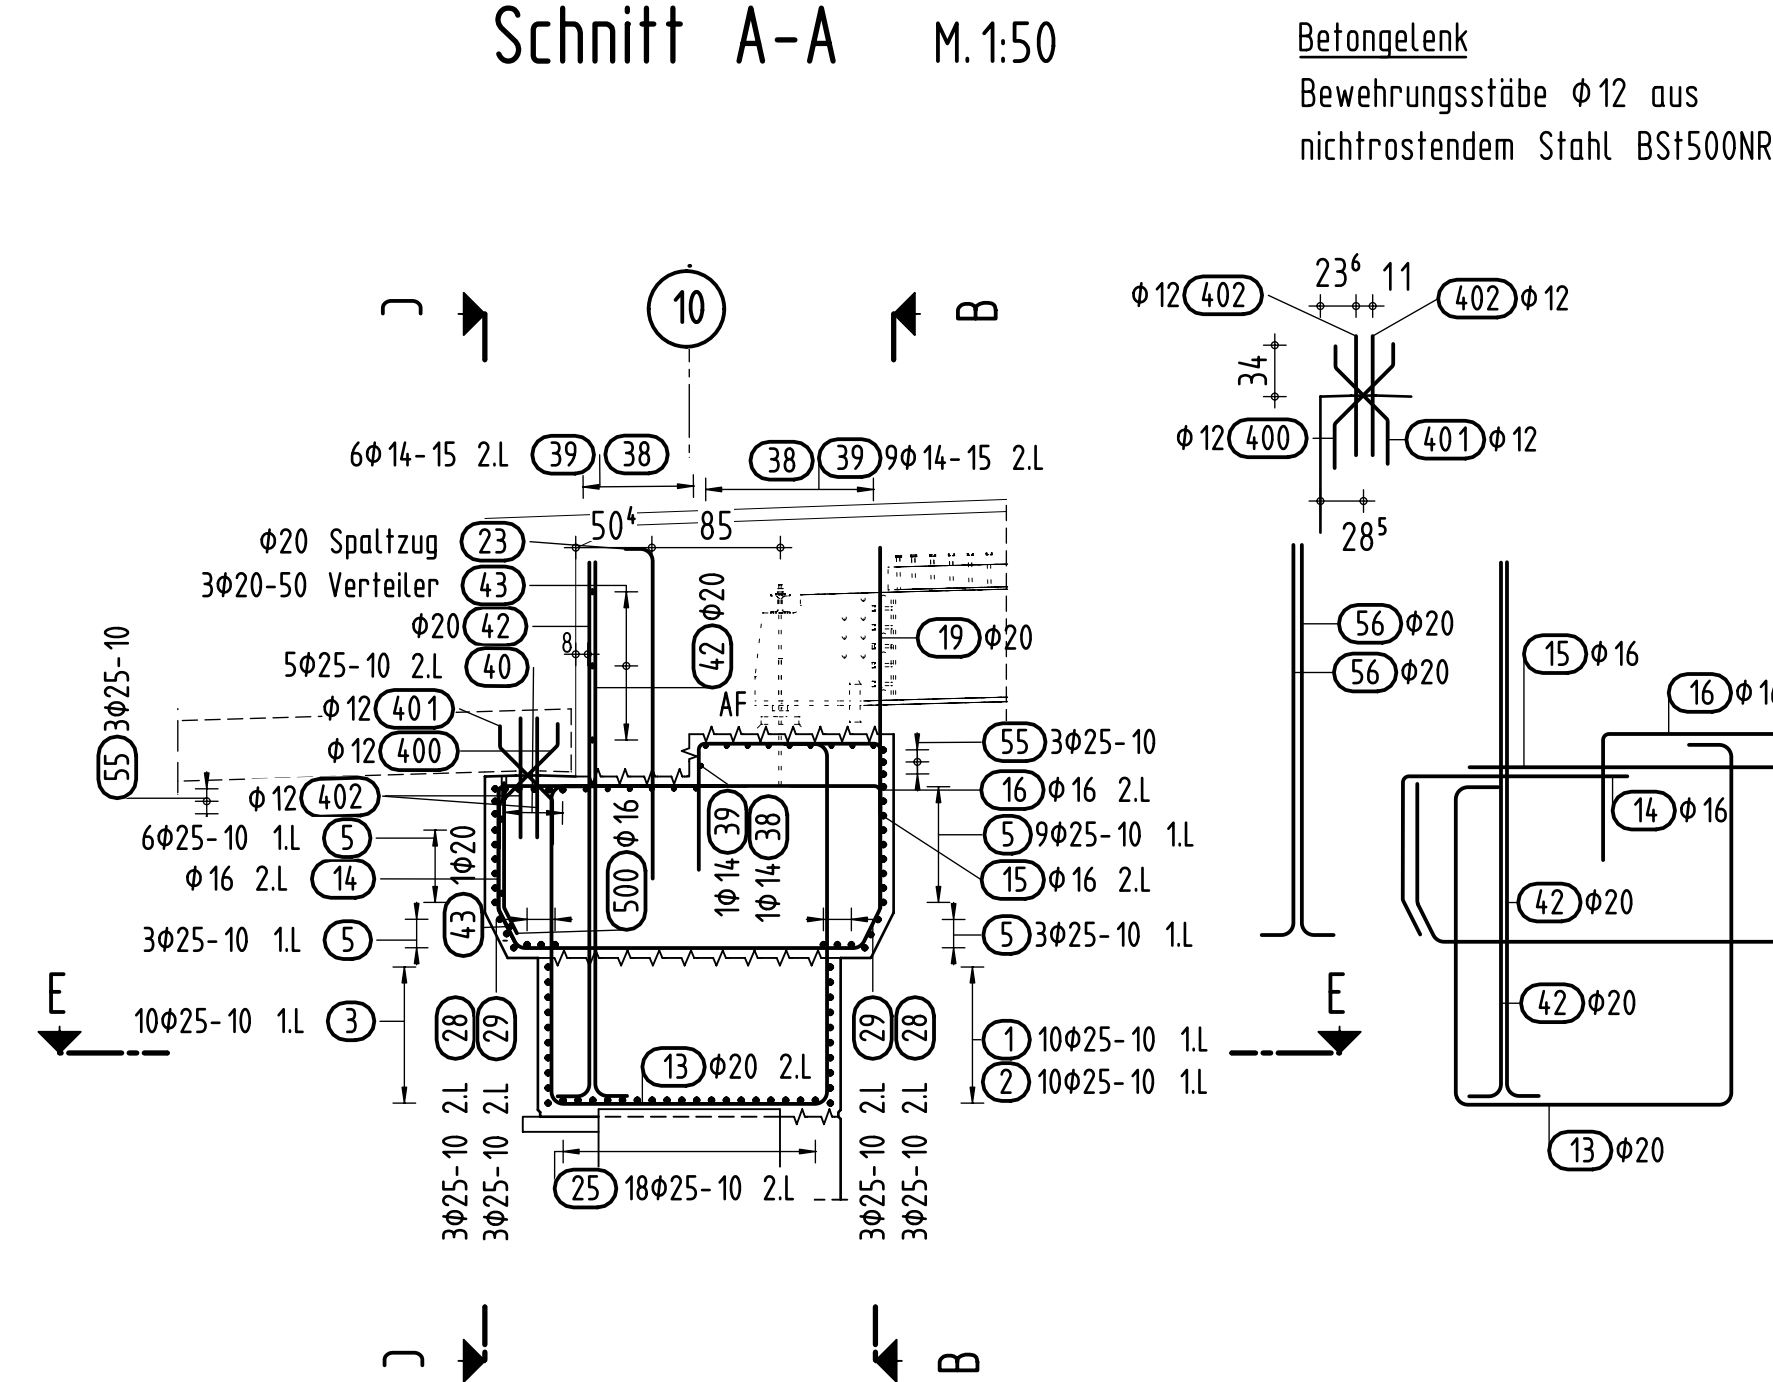 Schnitt A-A M. 1:50
Betongelenk
Bewehrungsstäbe Φ12 aus
nichtrostendem Stahl BSt500NR
C
10
B
6Φ14-15 2.L 39 38
38 39 9Φ14-15 2.L
50⁴ 85
Φ20 Spaltzug 23
3Φ20-50 Verteiler 43
Φ20 42
8
5Φ25-10 2.L 40
42 Φ20
19 Φ20
AF
55 3Φ25-10
Φ12 401
Φ12 400
Φ12 402
6Φ25-10 1.L 5
Φ16 2.L 14
3Φ25-10 1.L 5
10Φ25-10 1.L 3
43 1Φ20
500 Φ16
1Φ14 39
1Φ14 38
55 3Φ25-10
16 Φ16 2.L
5 9Φ25-10 1.L
15 Φ16 2.L
5 3Φ25-10 1.L
1 10Φ25-10 1.L
2 10Φ25-10 1.L
E
3Φ25-10 2.L 28
3Φ25-10 2.L 29
13 Φ20 2.L
3Φ25-10 2.L 29
3Φ25-10 2.L 28
25 18Φ25-10 2.L
C
B
23⁶ 11
Φ12 402
402 Φ12
34
Φ12 400
401 Φ12
28⁵
56 Φ20
56 Φ20
15 Φ16
16 Φ16
14 Φ16
42 Φ20
42 Φ20
E
13 Φ20